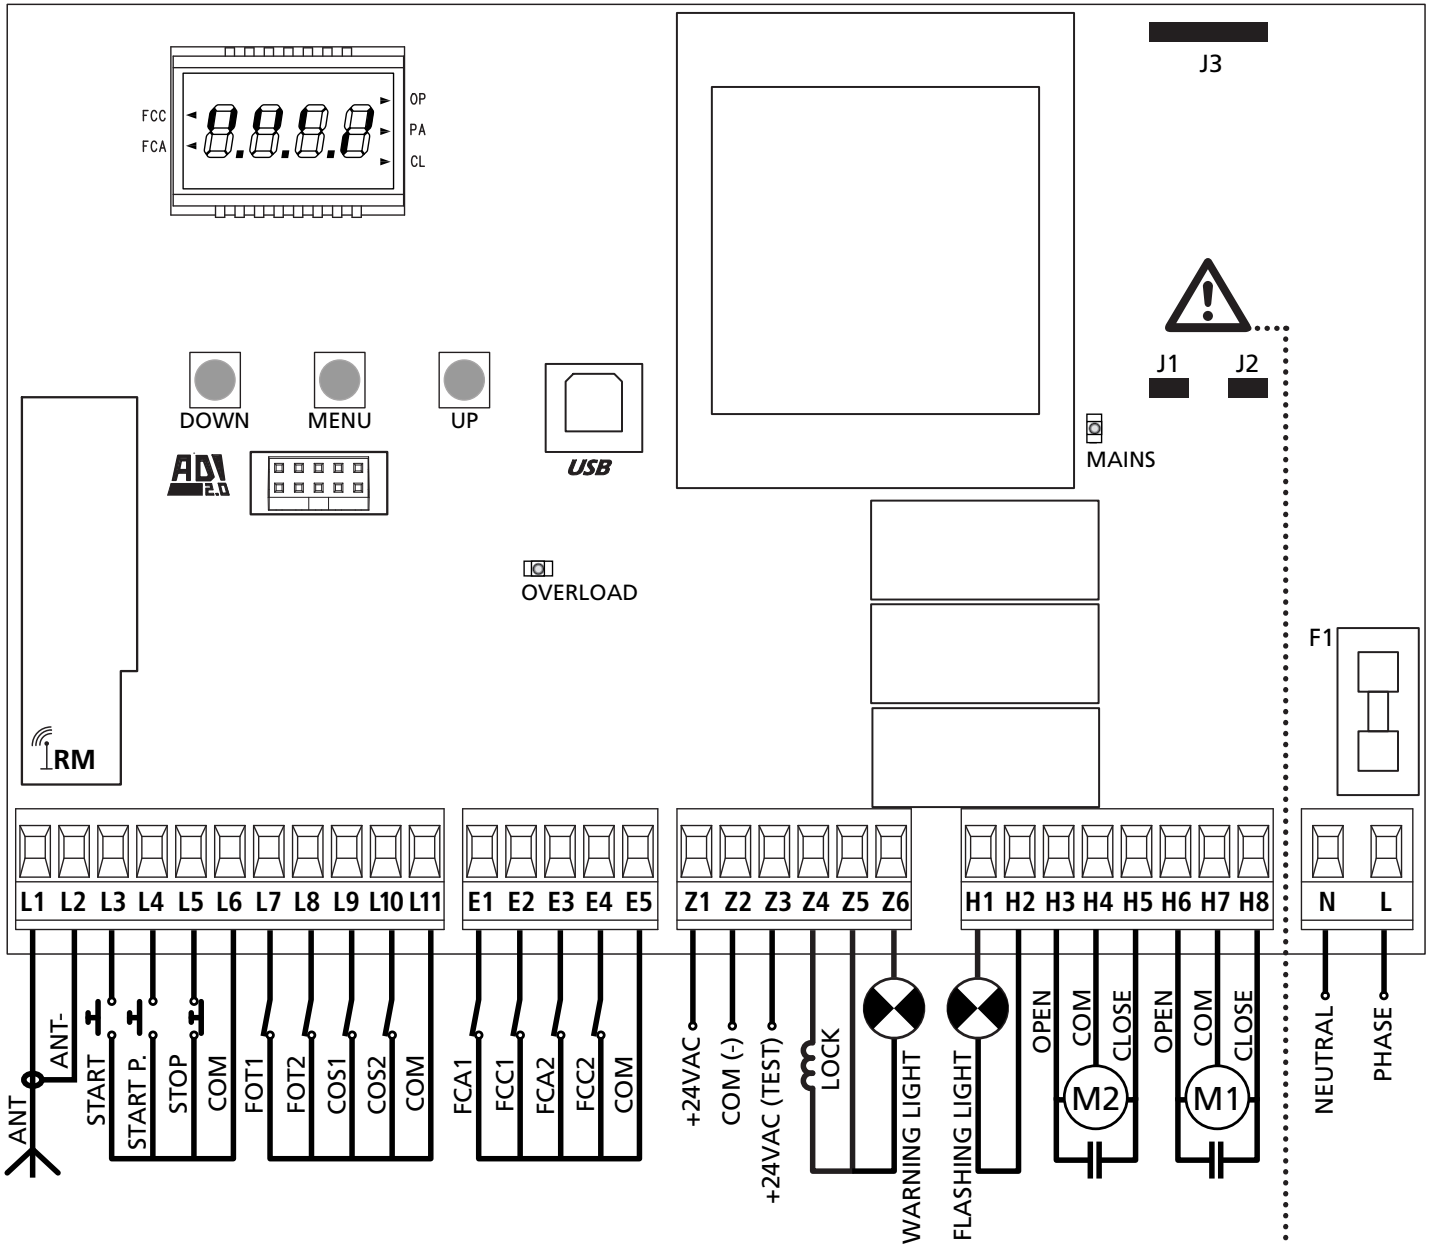 J3
OP
FCC
PA
FCA
CL
J1 J2
DOWN MENU UP
MAINS
USB
ADI
2.0
OVERLOAD
F1
RM
L1 L2 L3 L4 L5 L6 L7 L8 L9 L10 L11
E1 E2 E3 E4 E5
Z1 Z2 Z3 Z4 Z5 Z6
H1 H2 H3 H4 H5 H6 H7 H8
N L
ANT
ANT-
START
START P.
STOP
COM
FOT1
FOT2
COS1
COS2
COM
FCA1
FCC1
FCA2
FCC2
COM
+24VAC
COM (-)
+24VAC (TEST)
LOCK
WARNING LIGHT
FLASHING LIGHT
OPEN
COM
CLOSE
M2
OPEN
COM
CLOSE
M1
NEUTRAL
PHASE